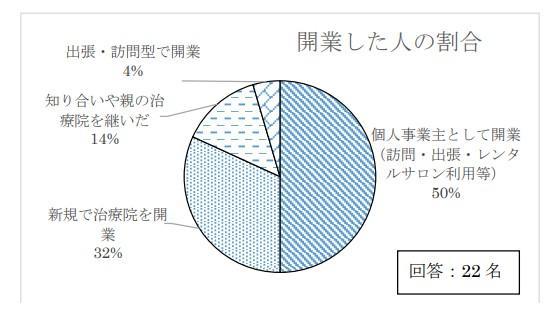 開業した人の割合
出張・訪問型で開業
4%
知り合いや親の治
療院を継いだ
14%
個人事業主として開業
（訪問・出張・レンタ
ルサロン利用等）
50%
新規で治療院を開
業
32%
回答：22 名